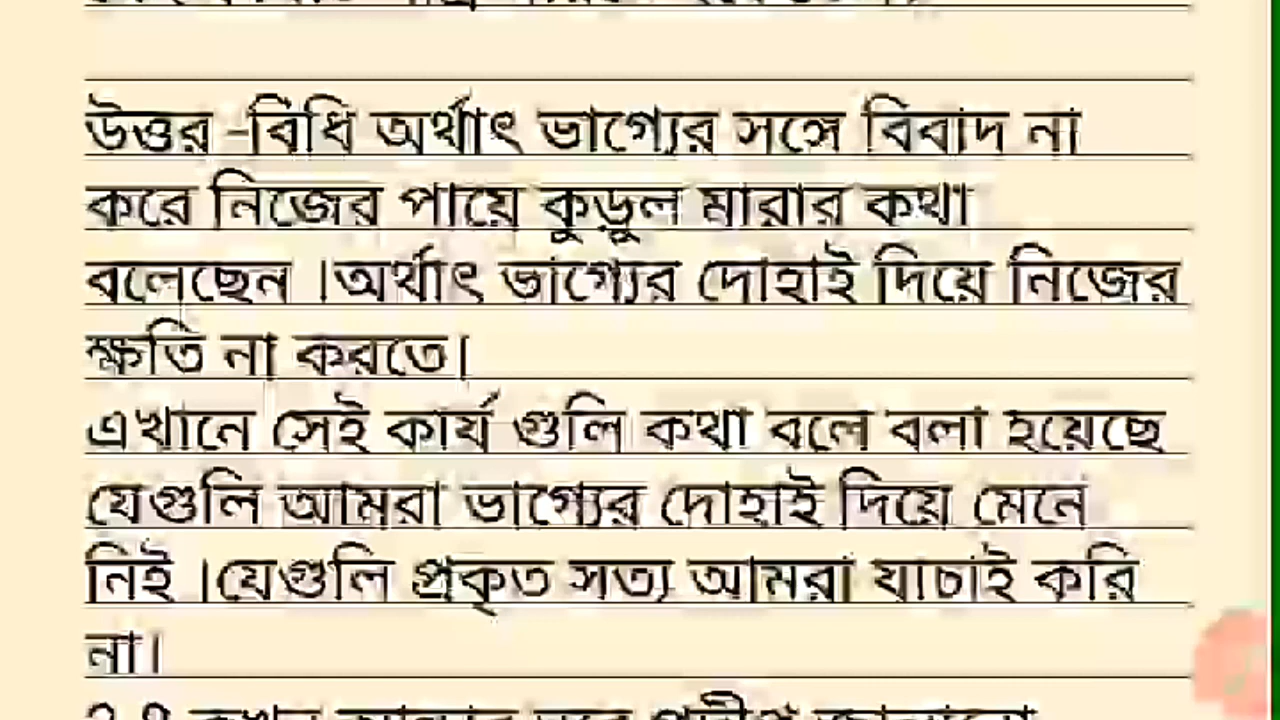 উত্তর -বিধি অর্থাৎ ভাগ্যের সঙ্গে বিবাদ না
করে নিজের পায়ে কুড়ুল মারার কথা
বলেছেন ।অর্থাৎ ভাগ্যের দোহাই দিয়ে নিজের
ক্ষতি না করতে।
এখানে সেই কার্য গুলি কথা বলে বলা হয়েছে
যেগুলি আমরা ভাগ্যের দোহাই দিয়ে মেনে
নিই ।যেগুলি প্রকৃত সত্য আমরা যাচাই করি
না।